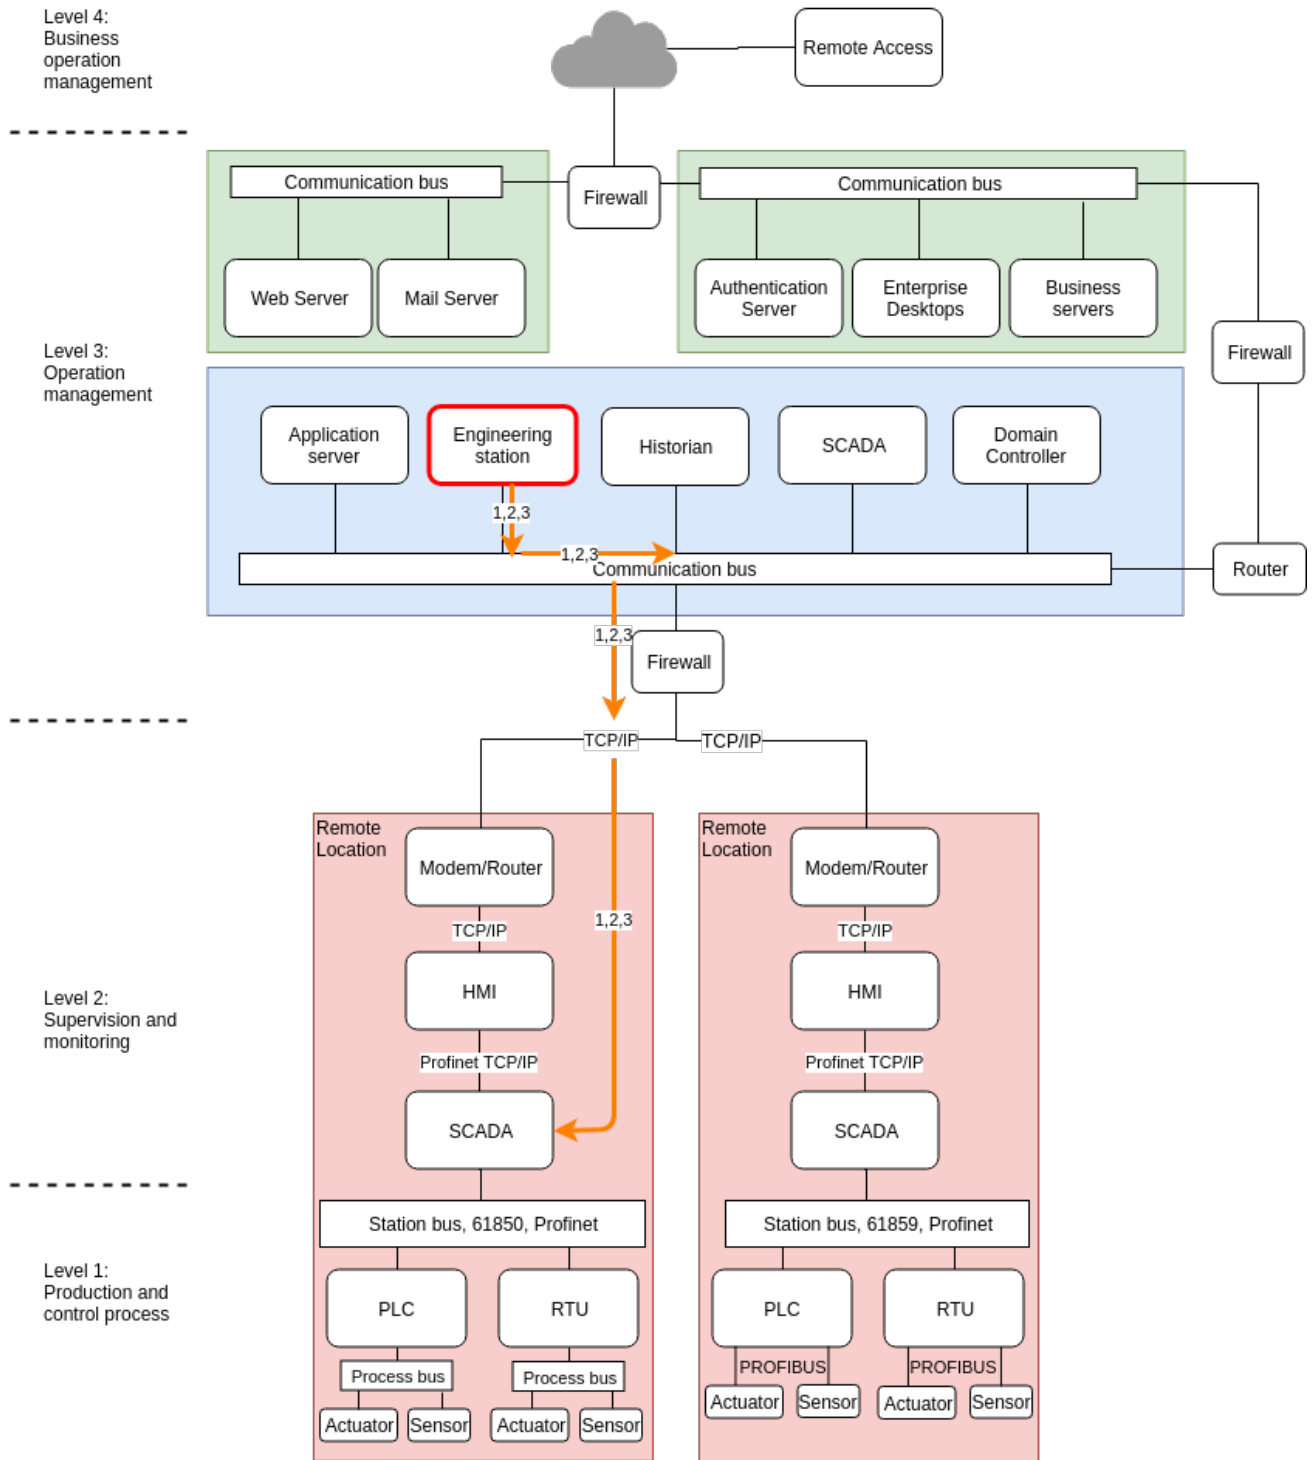 Level 4:
Business
operation
management
Remote Access
Communication bus
Firewall
Communication bus
Web Server
Mail Server
Authentication
Server
Enterprise
Desktops
Business
servers
Level 3:
Operation
management
Firewall
Application
server
Engineering
station
Historian
SCADA
Domain
Controller
1,2,3
1,2,3
Communication bus
Router
1,2,3
Firewall
TCP/IP
TCP/IP
Remote
Location
Modem/Router
Remote
Location
Modem/Router
1,2,3
TCP/IP
TCP/IP
Level 2:
Supervision and
monitoring
HMI
HMI
Profinet TCP/IP
Profinet TCP/IP
SCADA
SCADA
Station bus, 61850, Profinet
Station bus, 61859, Profinet
Level 1:
Production and
control process
PLC
RTU
PLC
RTU
Process bus
Process bus
PROFIBUS
PROFIBUS
Actuator
Sensor
Actuator
Sensor
Actuator
Sensor
Actuator
Sensor